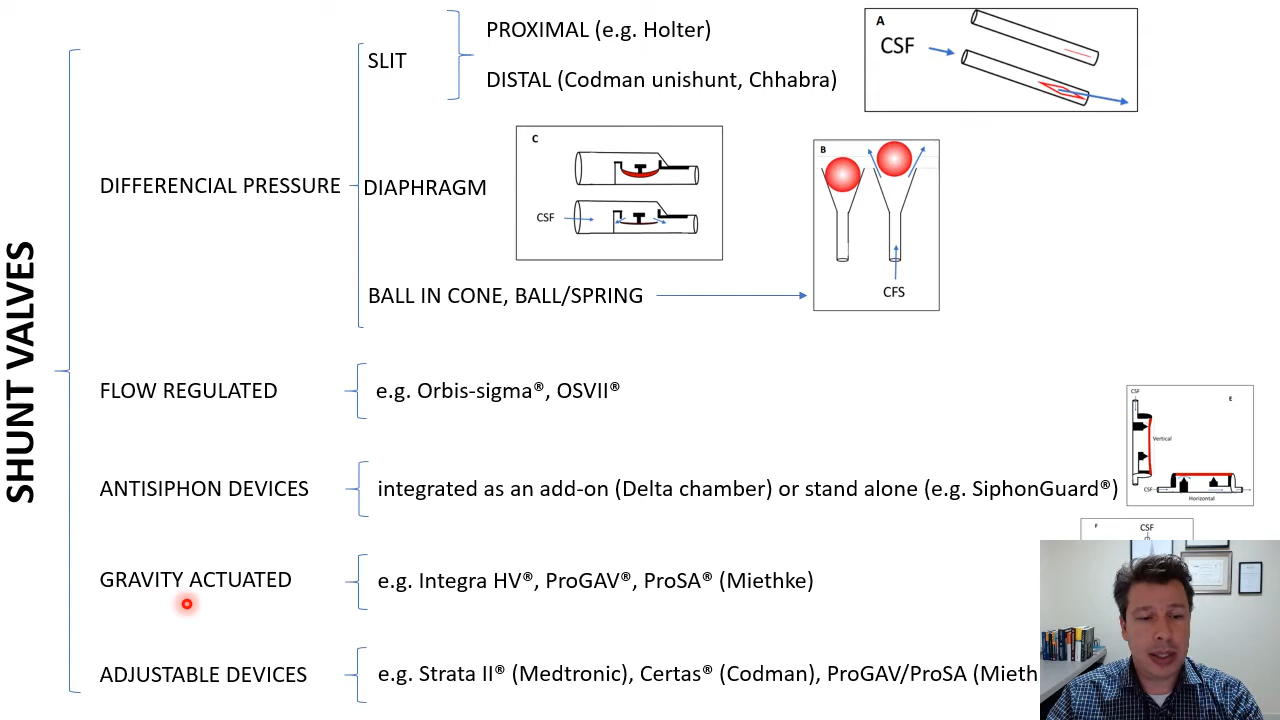 SHUNT VALVES
DIFFERENCIAL PRESSURE
SLIT
PROXIMAL (e.g. Holter)
DISTAL (Codman unishunt, Chhabra)
A
CSF
DIAPHRAGM
C
CSF
B
CFS
BALL IN CONE, BALL/SPRING
FLOW REGULATED
e.g. Orbis-sigma®, OSVII®
ANTISIPHON DEVICES
integrated as an add-on (Delta chamber) or stand alone (e.g. SiphonGuard®)
CSF
E
Vertical
CSF
Horizontal
F
CSF
GRAVITY ACTUATED
e.g. Integra HV®, ProGAV®, ProSA® (Miethke)
ADJUSTABLE DEVICES
e.g. Strata II® (Medtronic), Certas® (Codman), ProGAV/ProSA (Mieth